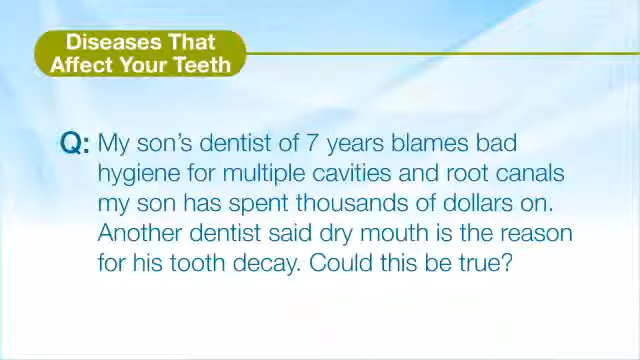 Diseases That
Affect Your Teeth
Q: My son's dentist of 7 years blames bad
hygiene for multiple cavities and root canals
my son has spent thousands of dollars on.
Another dentist said dry mouth is the reason
for his tooth decay. Could this be true?